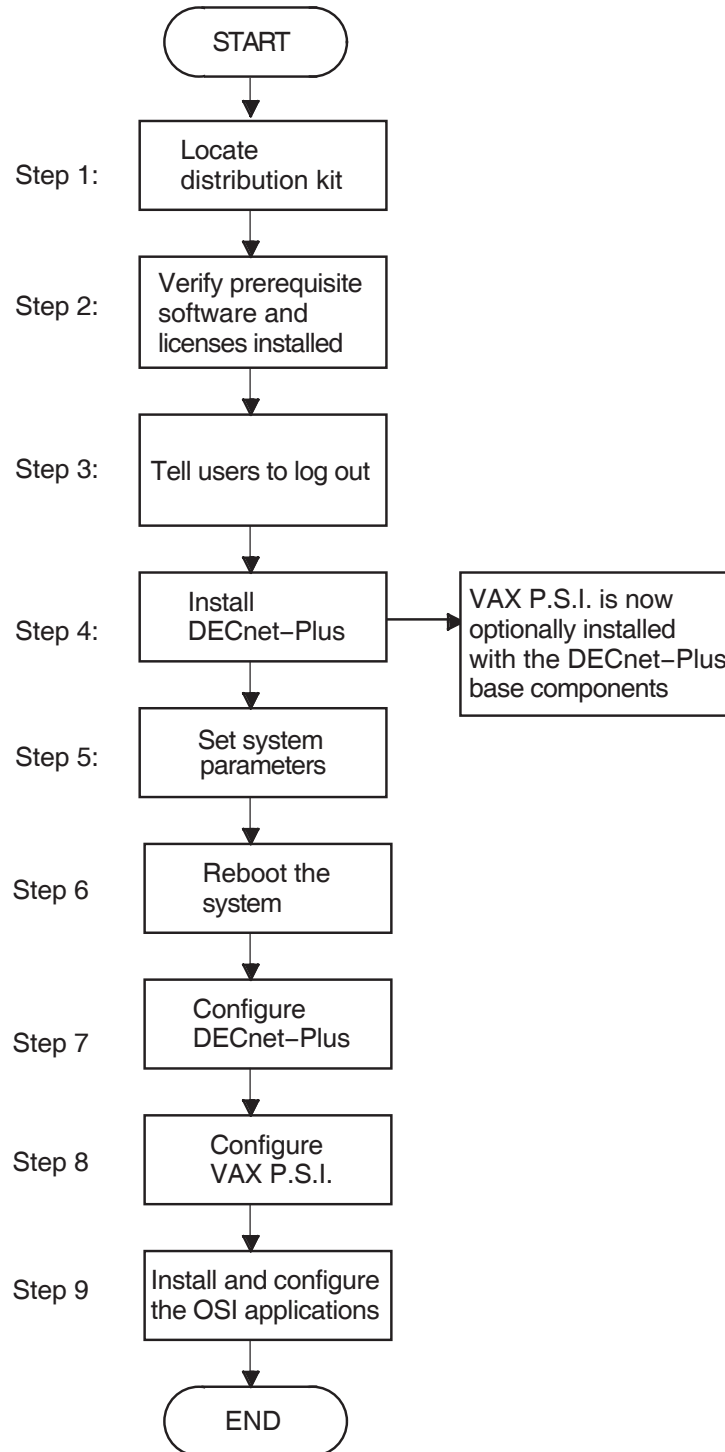 START
Step 1:
Locate
distribution kit
Step 2:
Verify prerequisite
software and
licenses installed
Step 3:
Tell users to log out
Step 4:
Install
DECnet–Plus
VAX P.S.I. is now
optionally installed
with the DECnet–Plus
base components
Step 5:
Set system
parameters
Step 6
Reboot the
system
Step 7
Configure
DECnet–Plus
Step 8
Configure
VAX P.S.I.
Step 9
Install and configure
the OSI applications
END